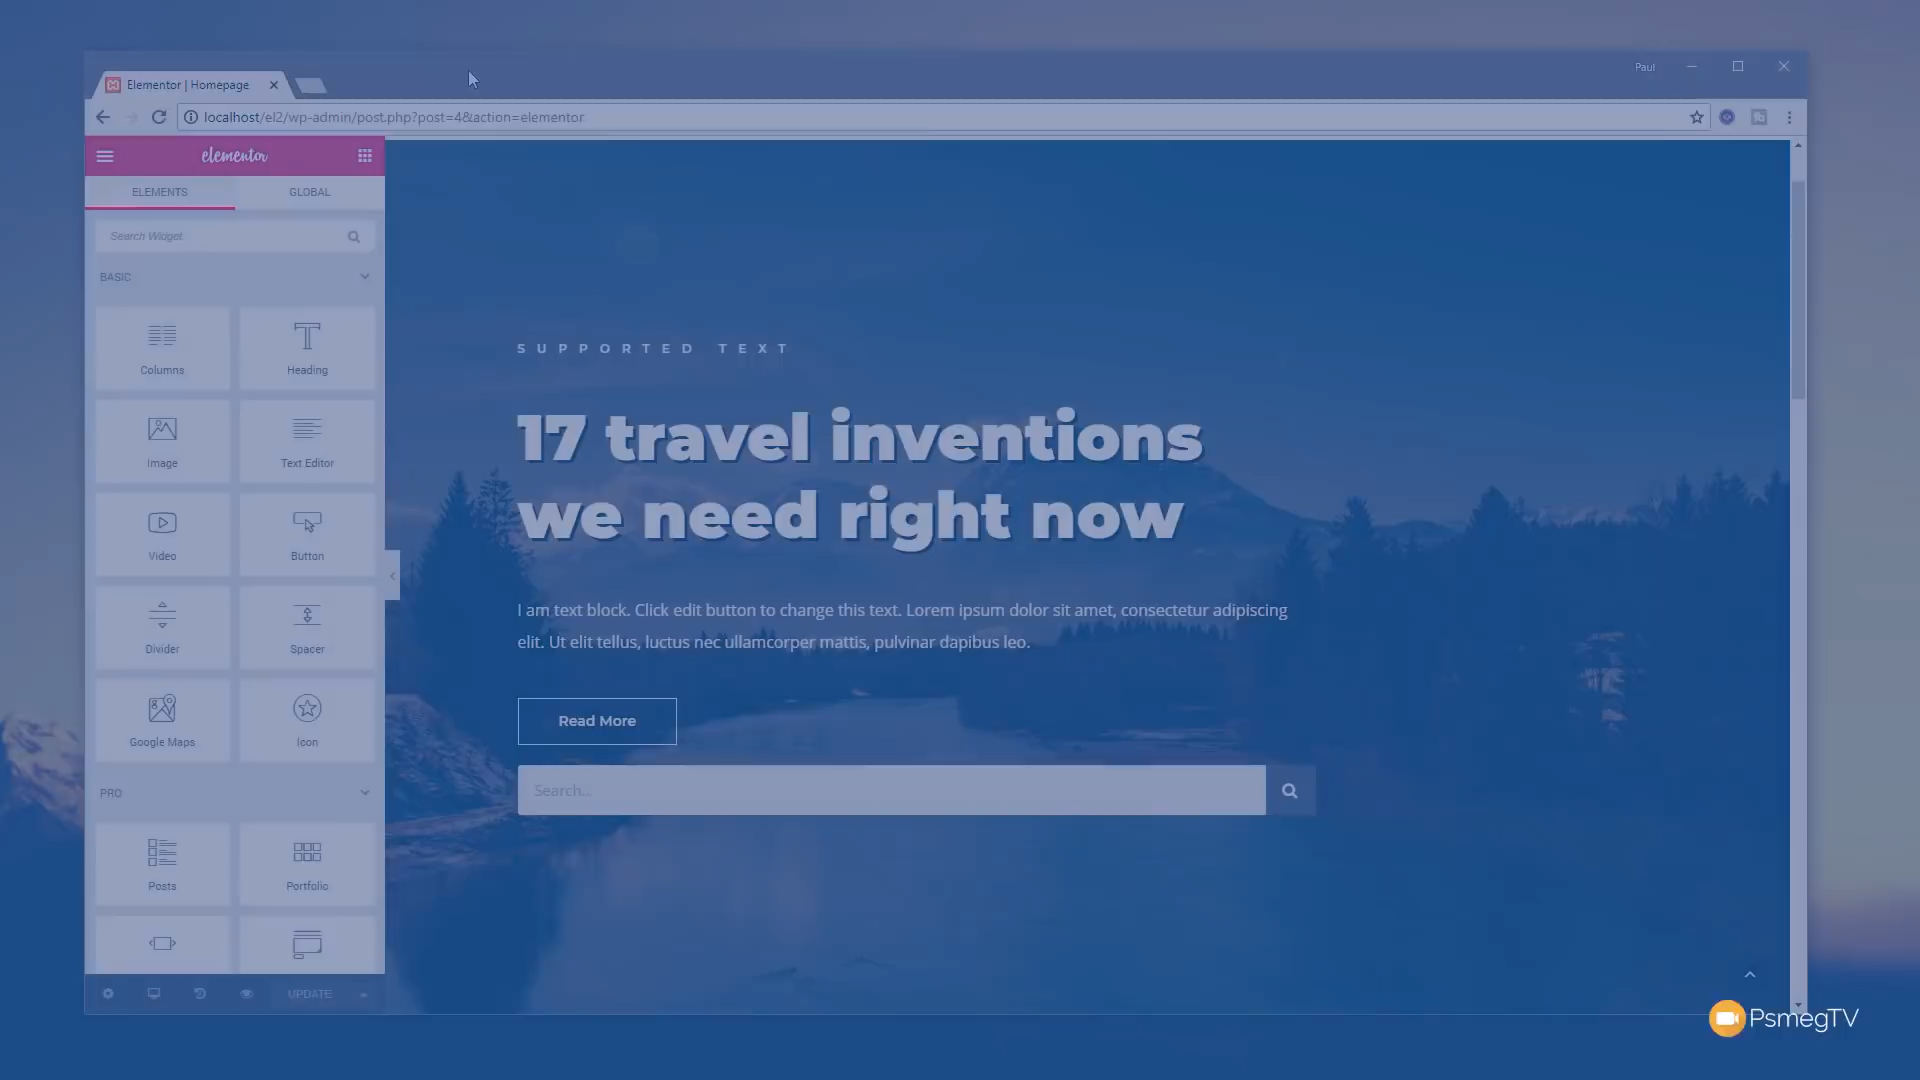 Paul
Elementor | Homepage
localhost/el2/wp-admin/post.php?post=4&action=elementor
elementor
ELEMENTS
GLOBAL
Search Widget
BASIC
Columns
Heading
Image
Text Editor
Video
Button
Divider
Spacer
Google Maps
Icon
PRO
Posts
Portfolio
UPDATE
SUPPORTED TEXT
17 travel inventions
we need right now
I am text block. Click edit button to change this text. Lorem ipsum dolor sit amet, consectetur adipiscing
elit. Ut elit tellus, luctus nec ullamcorper mattis, pulvinar dapibus leo.
Read More
Search...
PsmegTV